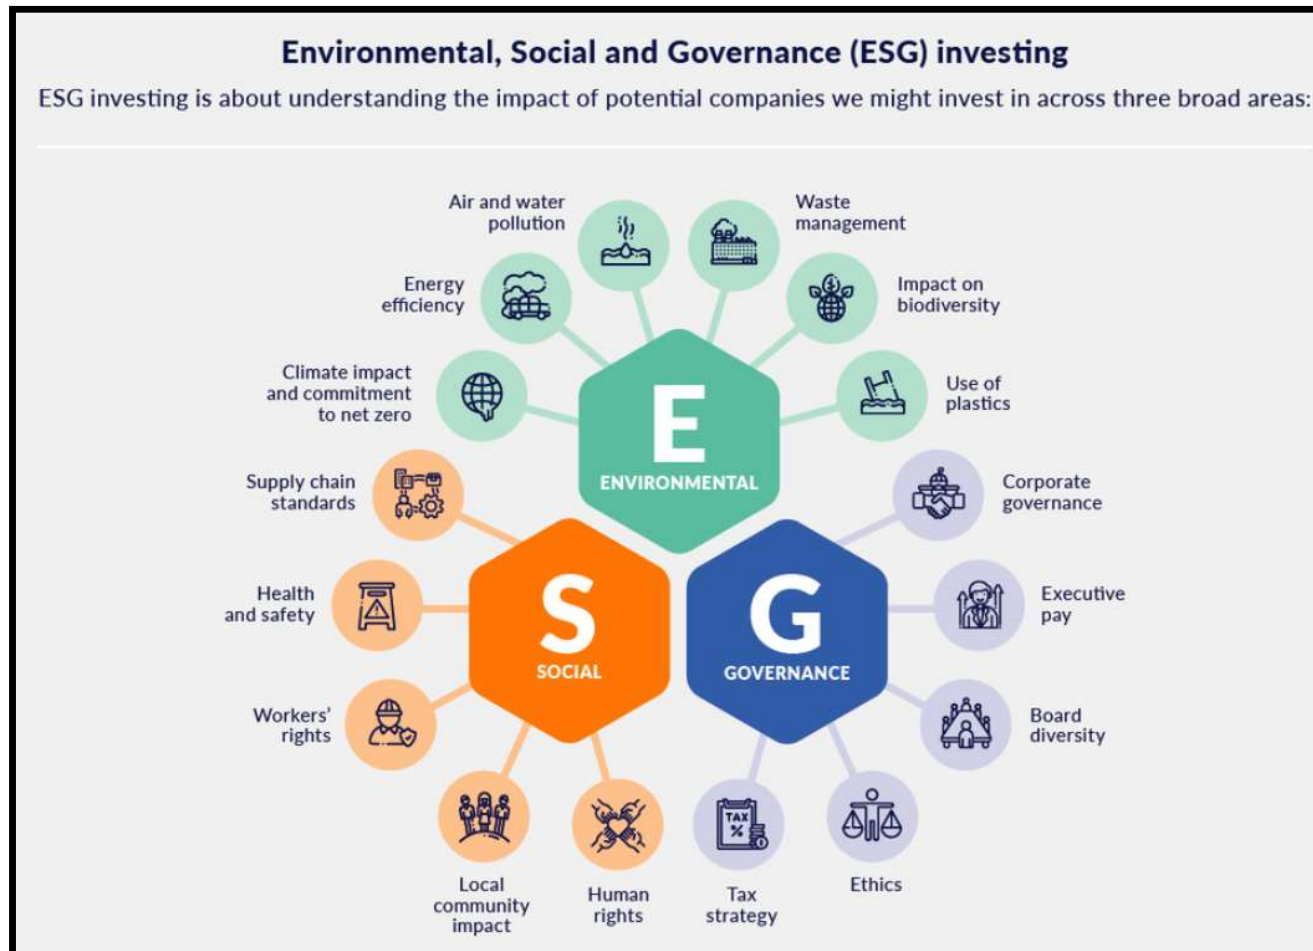 Environmental, Social and Governance (ESG) investing
ESG investing is about understanding the impact of potential companies we might invest in across three broad areas:
Air and water
pollution
Waste
management
Energy
efficiency
Impact on
biodiversity
Climate impact
and commitment
to net zero
Use of
plastics
E
ENVIRONMENTAL
Supply chain
standards
Health
and safety
Workers'
rights
Local
community
impact
Human
rights
S
SOCIAL
G
GOVERNANCE
Corporate
governance
Executive
pay
Board
diversity
Ethics
TAX
%
Tax
strategy